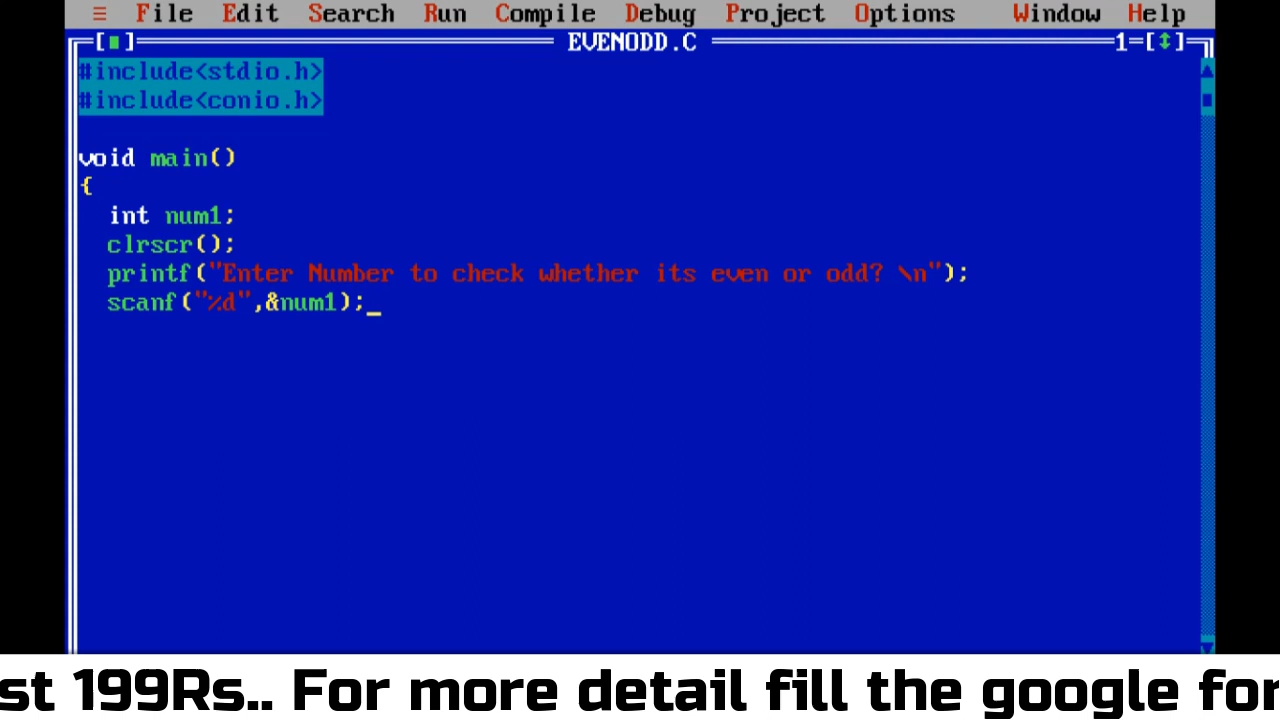 ≡ File Edit Search Run Compile Debug Project Options Window Help
[■] EVENODD.C 1=[↕]
#include<stdio.h>
#include<conio.h>
void main()
{
int num1;
clrscr();
printf("Enter Number to check whether its even or odd? \n");
scanf("%d",&num1);_
st 199Rs.. For more detail fill the google for